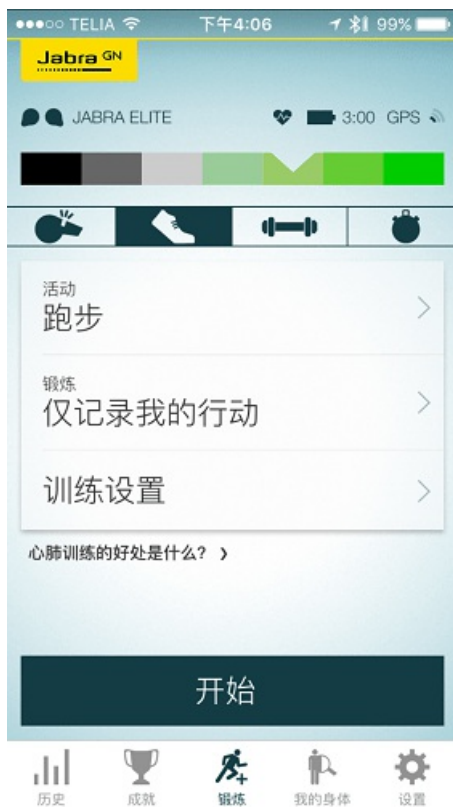 TELIA 下午4:06 99%
Jabra GN
JABRA ELITE 3:00 GPS
活动
跑步
锻炼
仅记录我的行动
训练设置
心肺训练的好处是什么？
开始
历史 成就 锻炼 我的身体 设置